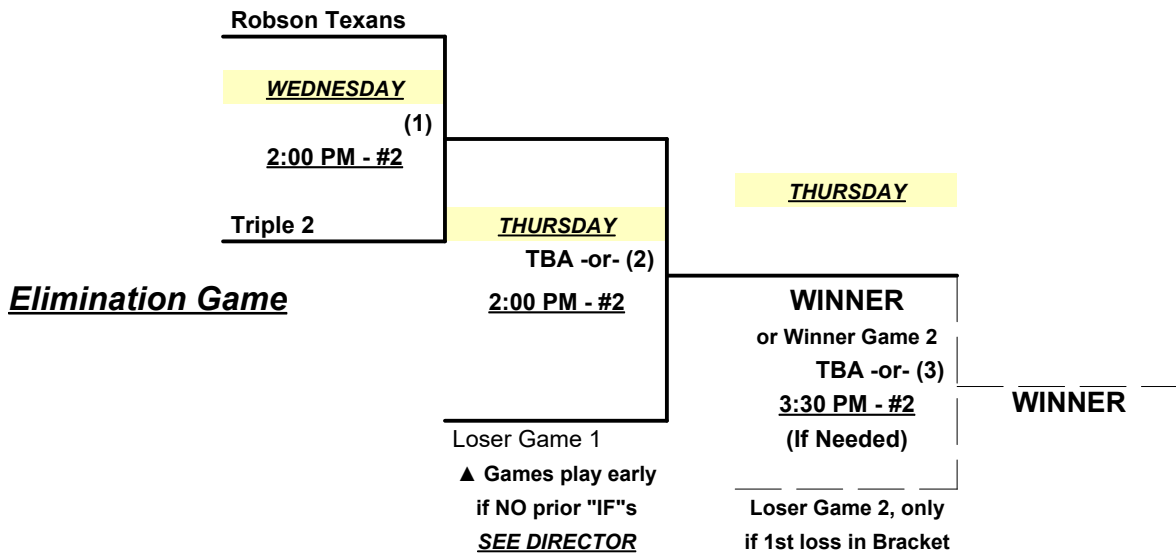 Robson Texans
WEDNESDAY
(1)
2:00 PM - #2
THURSDAY
Triple 2
THURSDAY
TBA -or- (2)
Elimination Game
2:00 PM - #2
WINNER
or Winner Game 2
TBA -or- (3)
3:30 PM - #2
WINNER
(If Needed)
Loser Game 1
▲ Games play early
if NO prior "IF"s
SEE DIRECTOR
Loser Game 2, only
if 1st loss in Bracket